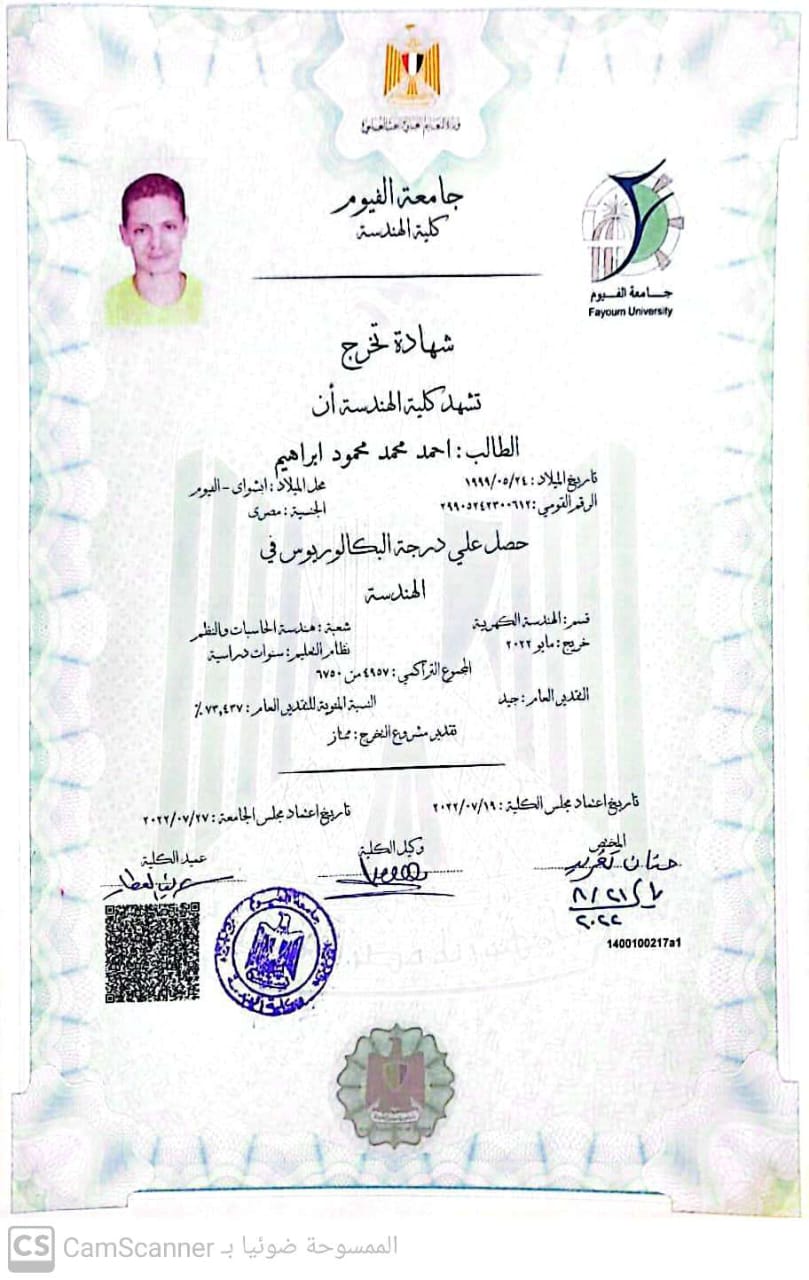 جامعة الفيوم
كلية الهندسة
جامعة الفيوم
Fayoum University
شهادة تخرج
تشهد كلية الهندسة أن
الطالب : احمد محمد محمود ابراهيم
تاريخ الميلاد : ١٩٩٩/٠٥/٢٤ محل الميلاد : ابشواى - الفيوم
الرقم القومي : ٢٩٩٠٥٢٤٢٣٠٠٦١٢ الجنسية : مصرى
حصل علي درجة البكالوريوس في
الهندسة
قسم : الهندسة الكهربية شعبة : هندسة الحاسبات والنظم
خريج : مايو ٢٠٢٢ نظام التعليم : سنوات دراسية
المجموع التراكمي : ٤٩٥٧ من ٦٧٥٠
التقدير العام : جيد النسبة المئوية للتقدير العام : ٧٣,٤٣٧ ٪
تقدير مشروع التخرج : ممتاز
تاريخ اعتماد مجلس الكلية : ٢٠٢٢/٠٧/١٩ تاريخ اعتماد مجلس الجامعة : ٢٠٢٢/٠٧/٢٧
المختص وكيل الكلية عميد الكلية
٢٠٢٢
1400100217a1
CS CamScanner الممسوحة ضوئيا بـ